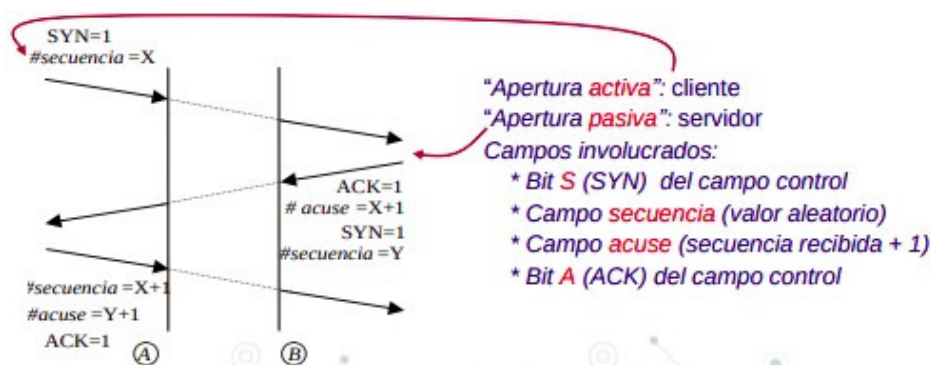 SYN=1
#secuencia =X
"Apertura activa": cliente
"Apertura pasiva": servidor
Campos involucrados:
* Bit S (SYN) del campo control
* Campo secuencia (valor aleatorio)
* Campo acuse (secuencia recibida + 1)
* Bit A (ACK) del campo control
ACK=1
# acuse =X+1
SYN=1
#secuencia =Y
#secuencia =X+1
#acuse =Y+1
ACK=1
A
B